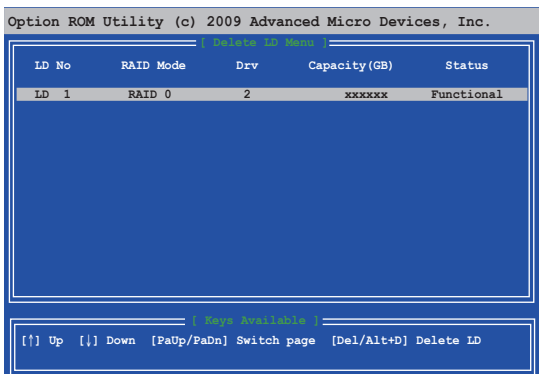 Option ROM Utility (c) 2009 Advanced Micro Devices, Inc.
[ Delete LD Menu ]
LD No RAID Mode Drv Capacity(GB) Status
LD 1 RAID 0 2 xxxxxx Functional
[ Keys Available ]
[↑] Up [↓] Down [PaUp/PaDn] Switch page [Del/Alt+D] Delete LD